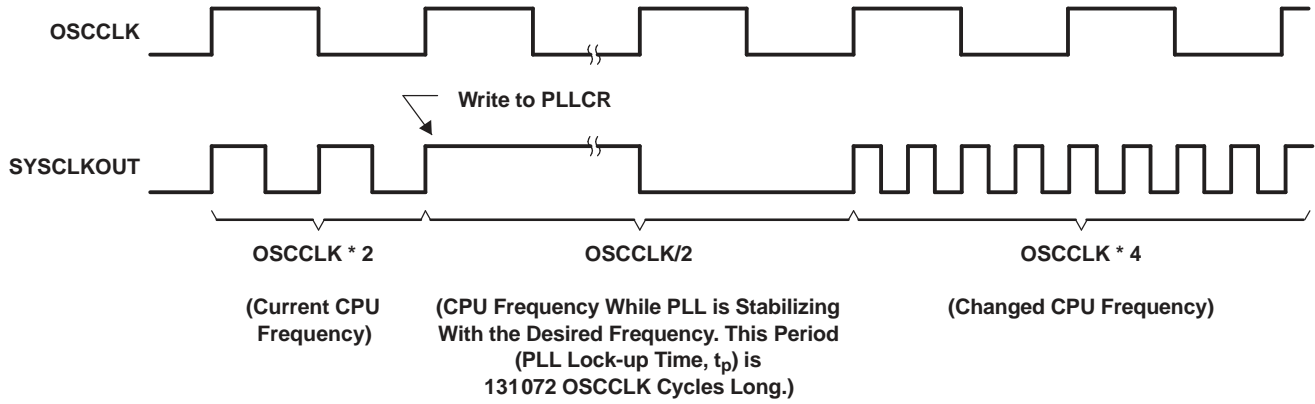 OSCCLK
Write to PLLCR
SYSCLKOUT
OSCCLK * 2
(Current CPU
Frequency)
OSCCLK/2
(CPU Frequency While PLL is Stabilizing
With the Desired Frequency. This Period
(PLL Lock-up Time, tp) is
131072 OSCCLK Cycles Long.)
OSCCLK * 4
(Changed CPU Frequency)